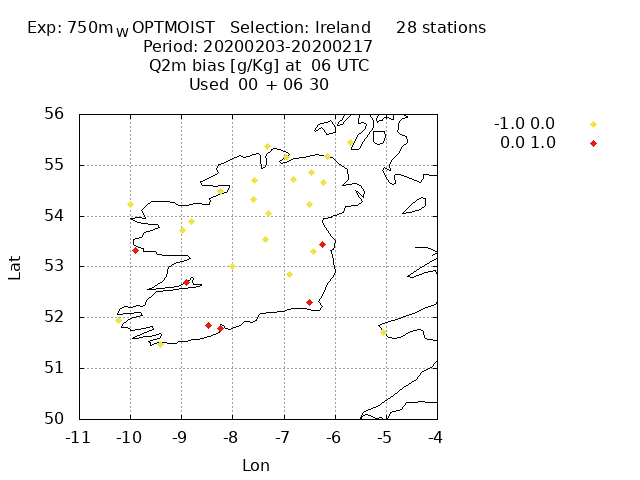 Exp: 750m_W OPTMOIST Selection: Ireland 28 stations
Period: 20200203-20200217
Q2m bias [g/Kg] at 06 UTC
Used 00 + 06 30
-1.0 0.0
0.0 1.0
56
55
54
53
52
51
50
Lat
-11 -10 -9 -8 -7 -6 -5 -4
Lon